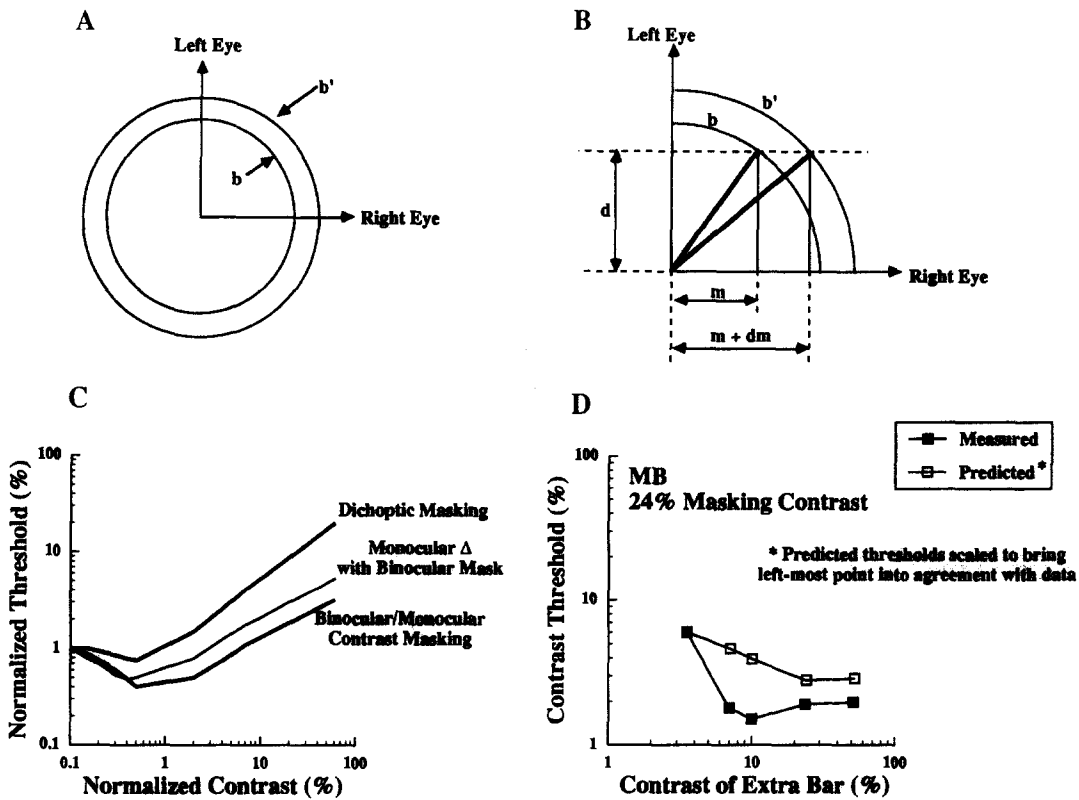 A
Left Eye
b'
b
Right Eye
B
Left Eye
b'
b
d
Right Eye
m
m + dm
C
Normalized Threshold (%)
100
10
1
0.1
0.1
1
10
100
Normalized Contrast (%)
Dichoptic Masking
Monocular Δ
with Binocular Mask
Binocular/Monocular
Contrast Masking
D
Measured
Predicted*
Contrast Threshold (%)
100
10
1
1
10
100
Contrast of Extra Bar (%)
MB
24% Masking Contrast
* Predicted thresholds scaled to bring
left-most point into agreement with data